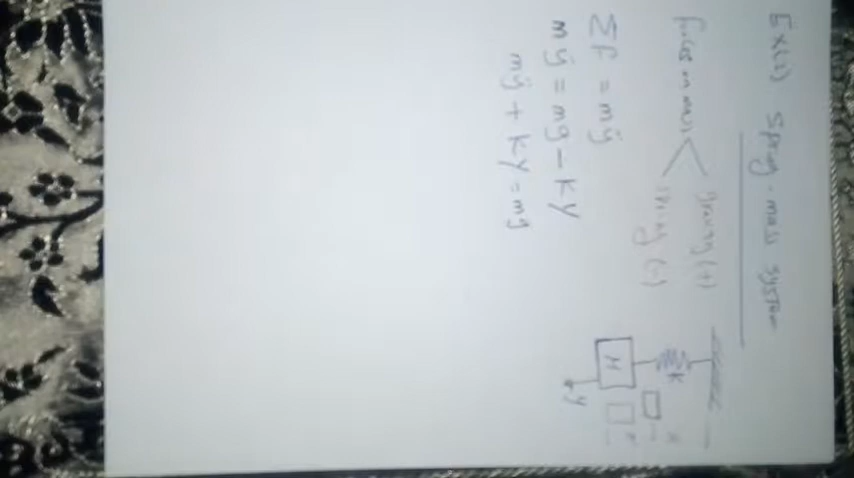 Ex(1) Spring-mass system
forces on mass < gravity (+)
spring (-)
K
M
y
ΣF = mÿ
mÿ = mg - ky
mÿ + ky = mg